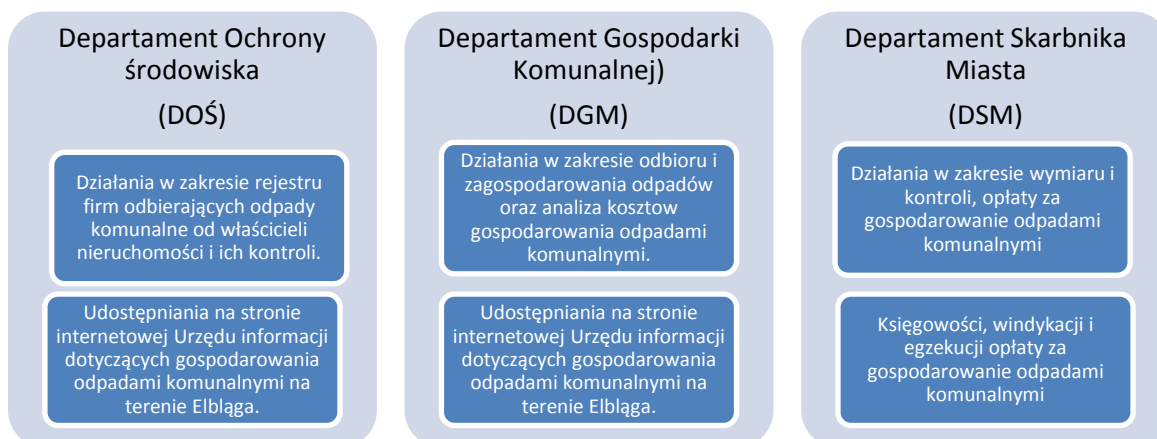 Departament Ochrony
środowiska
(DOŚ)
Działania w zakresie rejestru
firm odbierających odpady
komunalne od właścicieli
nieruchomości i ich kontroli.
Udostępniania na stronie
internetowej Urzędu informacji
dotyczących gospodarowania
odpadami komunalnymi na
terenie Elbląga.
Departament Gospodarki
Komunalnej)
(DGM)
Działania w zakresie odbioru i
zagospodarowania odpadów
oraz analiza kosztow
gospodarowania odpadami
komunalnymi.
Udostępniania na stronie
internetowej Urzędu informacji
dotyczących gospodarowania
odpadami komunalnymi na
terenie Elbląga.
Departament Skarbnika
Miasta
(DSM)
Działania w zakresie wymiaru i
kontroli, opłaty za
gospodarowanie odpadami
komunalnymi
Księgowości, windykacji i
egzekucji opłaty za
gospodarowanie odpadami
komunalnymi